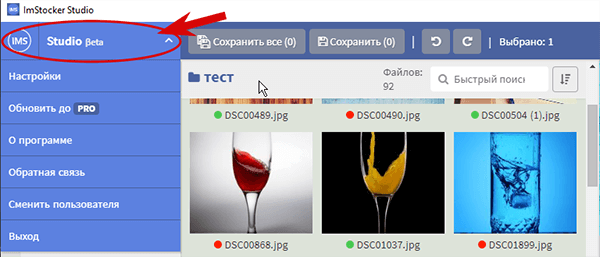 IMS ImStocker Studio
IMS Studio βeta
Сохранить все (0) Сохранить (0) | Выбрано: 1
Настройки
Обновить до PRO
О программе
Обратная связь
Сменить пользователя
Выход
тест
Файлов:
92
Быстрый поиск
DSC00489.jpg DSC00490.jpg DSC00504 (1).jpg
DSC00868.jpg DSC01037.jpg DSC01899.jpg